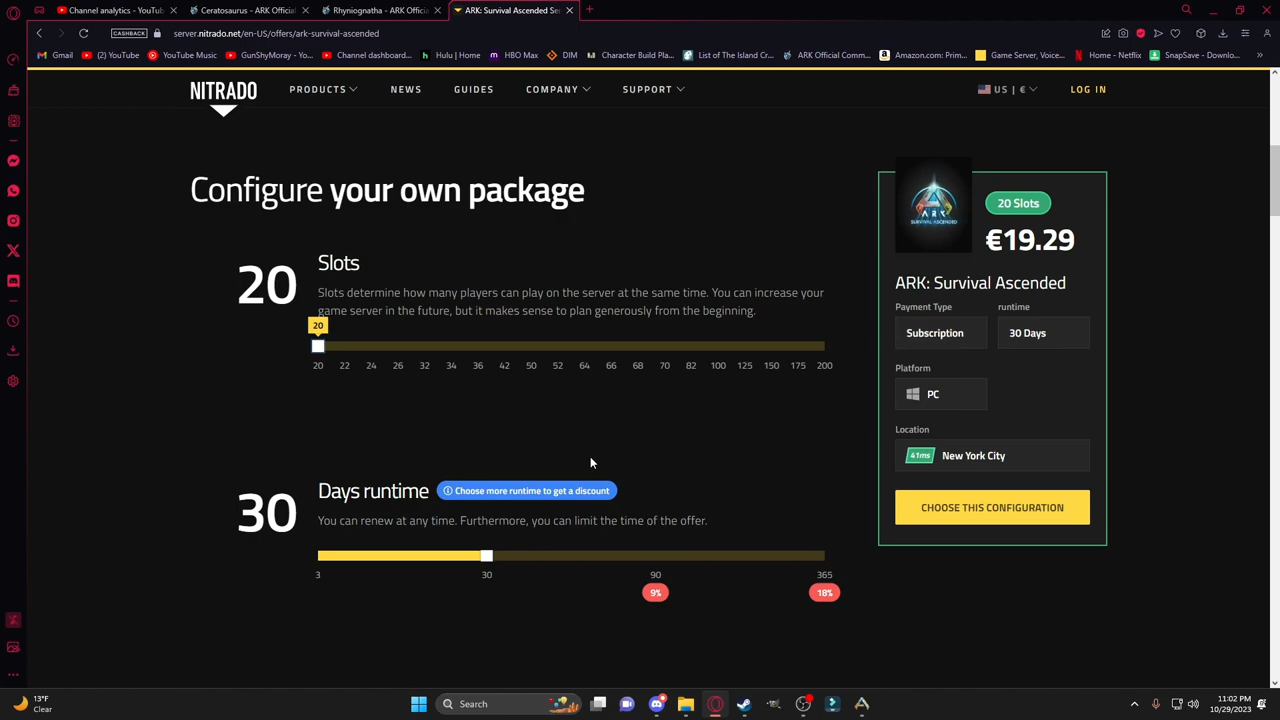 Channel analytics - YouTu
Ceratosaurus - ARK Official
Rhyniognatha - ARK Offici
ARK: Survival Ascended Se
CASHBACK
server.nitrado.net/en-US/offers/ark-survival-ascended
Gmail
(2) YouTube
YouTube Music
GunShyMoray - Yo...
Channel dashboard...
Hulu | Home
HBO Max
DIM
Character Build Pla...
List of The Island Cr...
ARK Official Comm...
Amazon.com: Prim...
Game Server, Voice...
Home - Netflix
SnapSave - Downlo...
NITRADO
PRODUCTS
NEWS
GUIDES
COMPANY
SUPPORT
US | €
LOG IN
Configure your own package
20
Slots
Slots determine how many players can play on the server at the same time. You can increase your
game server in the future, but it makes sense to plan generously from the beginning.
20
20 22 24 26 32 34 36 42 50 52 64 66 68 70 82 100 125 150 175 200
30
Days runtime
Choose more runtime to get a discount
You can renew at any time. Furthermore, you can limit the time of the offer.
3 30 90 365
9% 18%
ARK
SURVIVAL ASCENDED
20 Slots
€19.29
ARK: Survival Ascended
Payment Type runtime
Subscription 30 Days
Platform
PC
Location
41ms New York City
CHOOSE THIS CONFIGURATION
13°F
Clear
Search
11:02 PM
10/29/2023